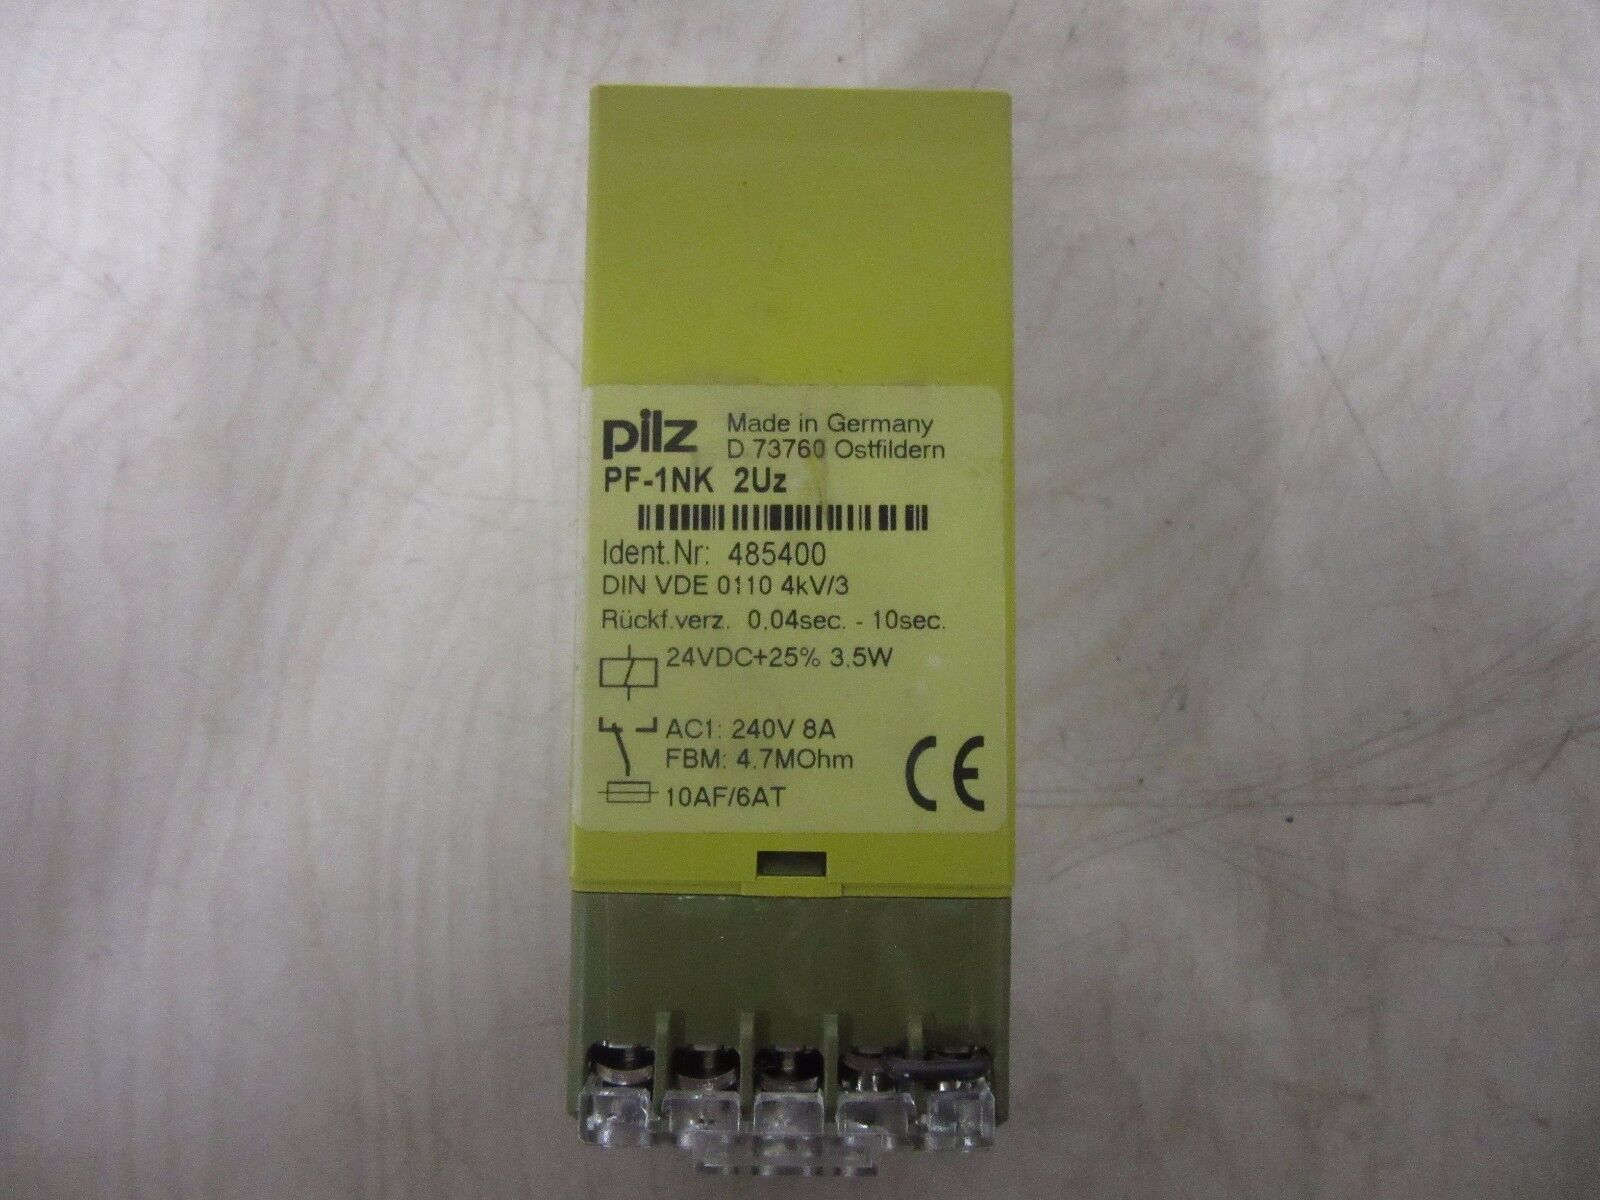 pilz Made in Germany
D 73760 Ostfildern
PF-1NK 2Uz
Ident.Nr: 485400
DIN VDE 0110 4kV/3
Rückf.verz. 0.04sec. - 10sec.
24VDC+25% 3.5W
AC1: 240V 8A
FBM: 4.7MOhm
10AF/6AT
CE